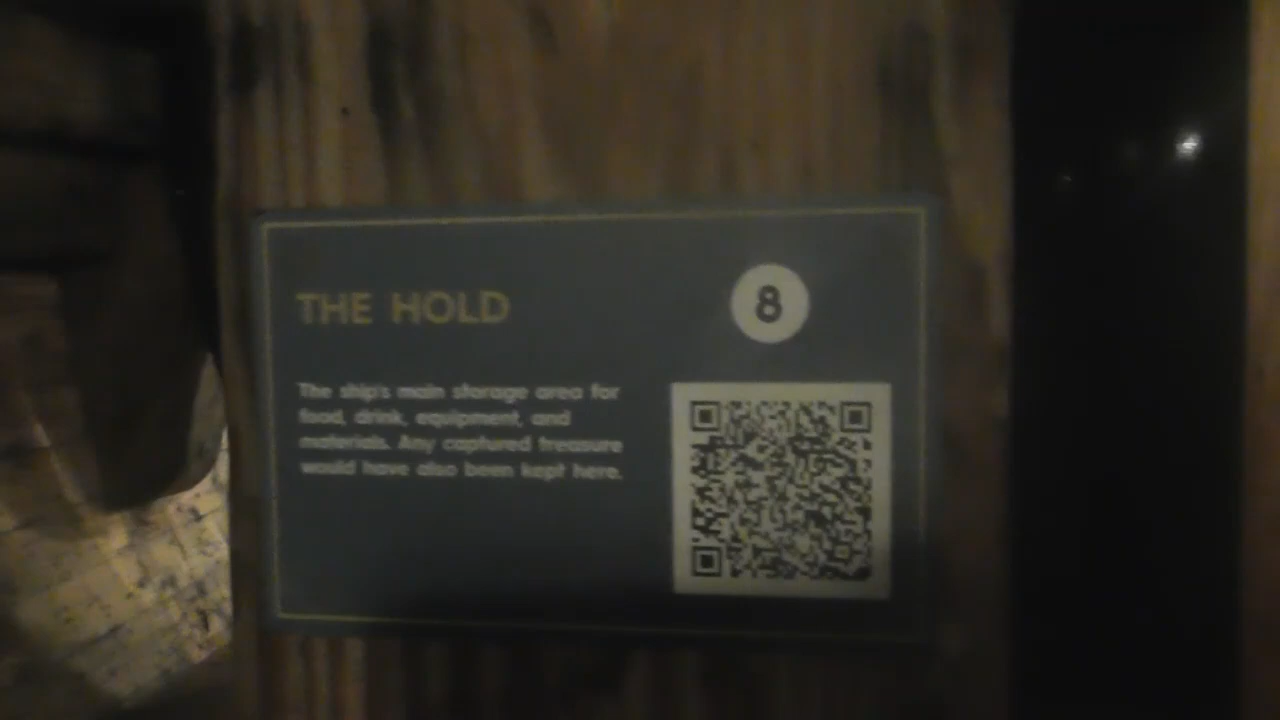 THE HOLD
8
The ship's main storage area for
food, drink, equipment, and
materials. Any captured treasure
would have also been kept here.